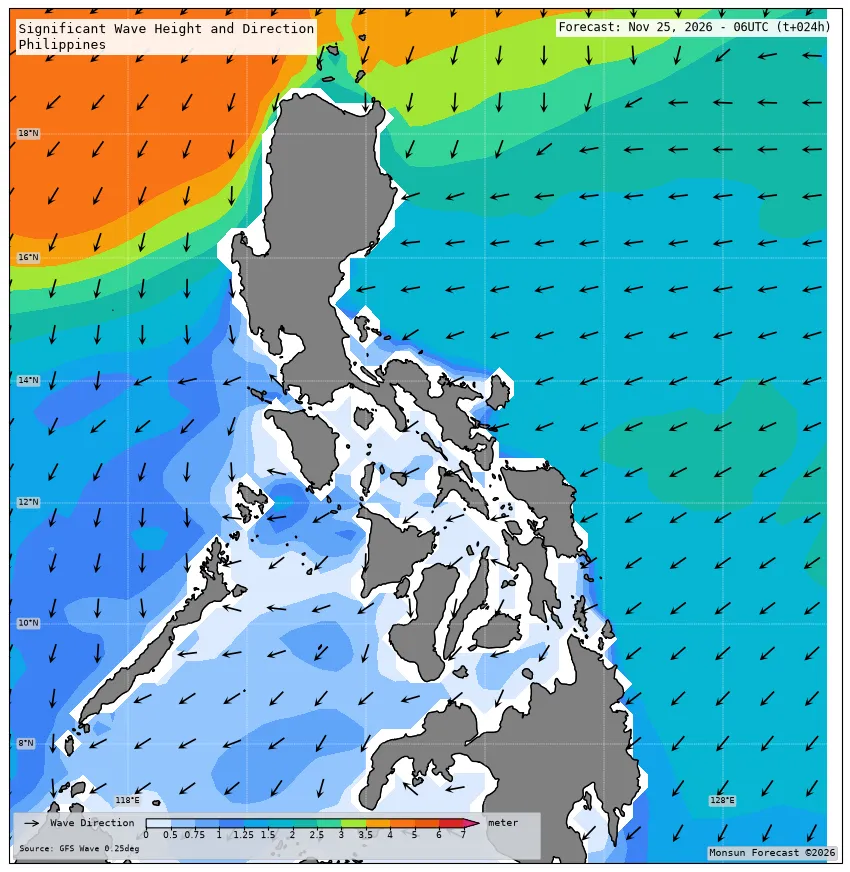 Significant Wave Height and Direction
Philippines
Forecast: Nov 25, 2026 - 06UTC (t+024h)
18°N
16°N
14°N
12°N
10°N
8°N
118°E
128°E
Wave Direction
meter
0 0.5 0.75 1 1.25 1.5 2 2.5 3 3.5 4 5 6 7
Source: GFS Wave 0.25deg
Monsun Forecast ©2026